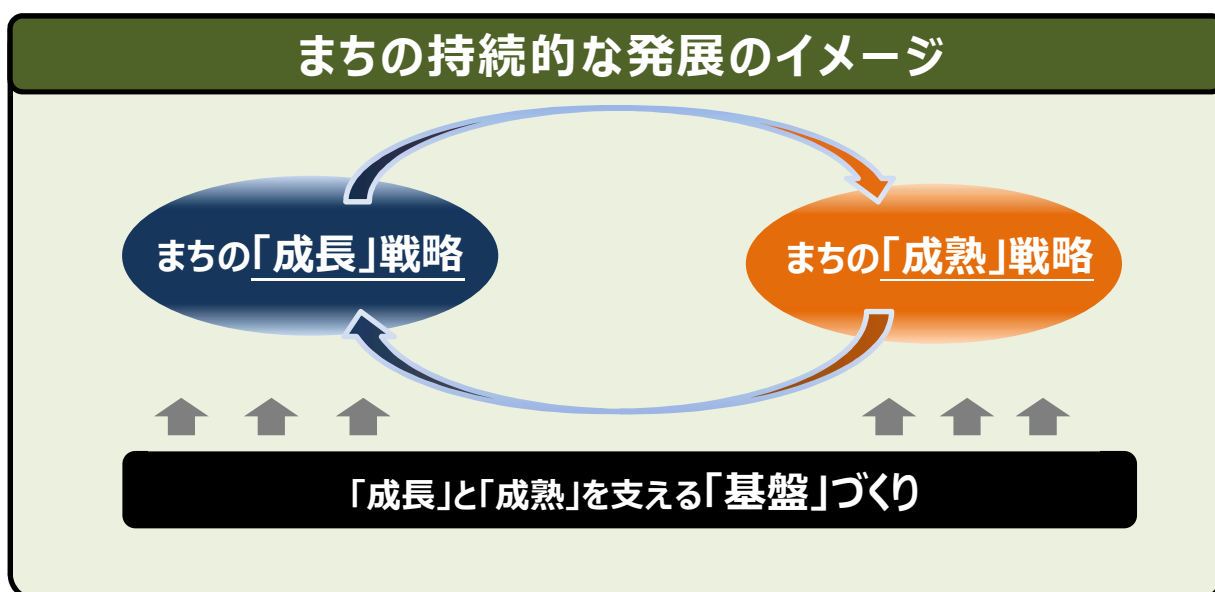 まちの持続的な発展のイメージ
まちの「成長」戦略
まちの「成熟」戦略
「成長」と「成熟」を支える「基盤」づくり